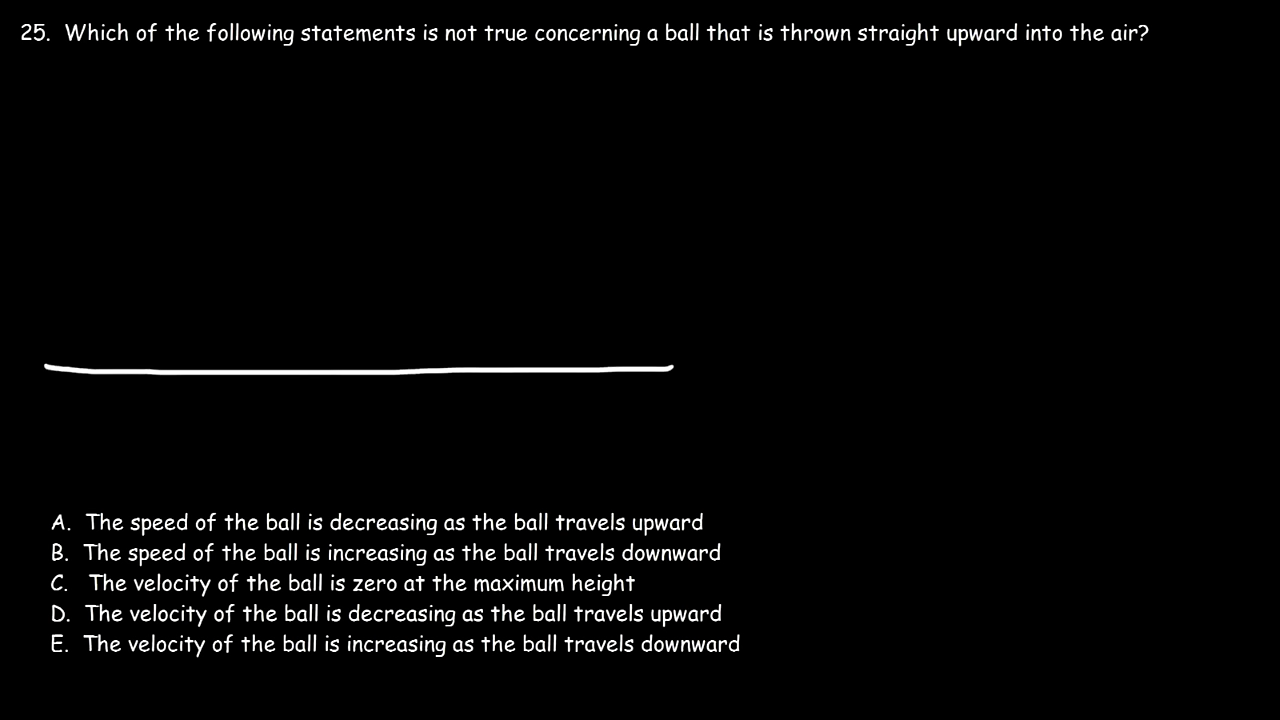 25. Which of the following statements is not true concerning a ball that is thrown straight upward into the air?
A. The speed of the ball is decreasing as the ball travels upward
B. The speed of the ball is increasing as the ball travels downward
C. The velocity of the ball is zero at the maximum height
D. The velocity of the ball is decreasing as the ball travels upward
E. The velocity of the ball is increasing as the ball travels downward